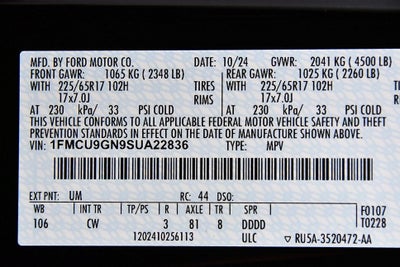 MFD. BY FORD MOTOR CO. DATE: 10/24 GVWR: 2041 KG ( 4500 LB)
FRONT GAWR: 1065 KG ( 2348 LB) REAR GAWR: 1025 KG ( 2260 LB)
WITH 225/65R17 102H TIRES WITH 225/65R17 102H
17x7.0J RIMS 17x7.0J
AT 230 kPa/ 33 PSI COLD AT 230 kPa/ 33 PSI COLD
THIS VEHICLE CONFORMS TO ALL APPLICABLE FEDERAL MOTOR VEHICLE SAFETY AND THEFT
PREVENTION STANDARDS IN EFFECT ON THE DATE OF MANUFACTURE SHOWN ABOVE.
VIN: 1FMCU9GN9SUA22836 TYPE: MPV
EXT PNT: UM RC: 44 DSO:
WB INT TR TP/PS R AXLE TR SPR F0107
106 CW 3 81 8 DDDD T0228
1202410256113 ULC RU5A-3520472-AA